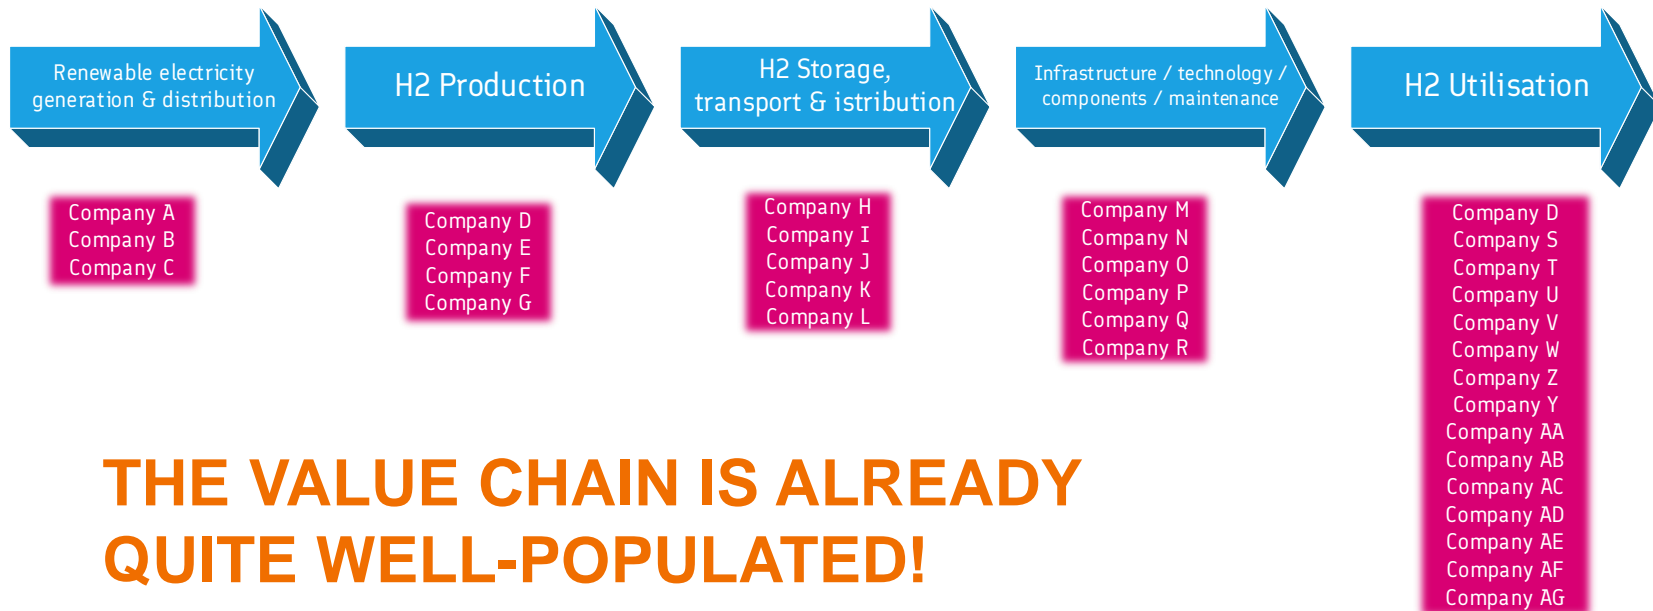 Renewable electricity
generation & distribution
H2 Production
H2 Storage,
transport & istribution
Infrastructure / technology /
components / maintenance
H2 Utilisation
Company A
Company B
Company C
Company D
Company E
Company F
Company G
Company H
Company I
Company J
Company K
Company L
Company M
Company N
Company O
Company P
Company Q
Company R
Company D
Company S
Company T
Company U
Company V
Company W
Company Z
Company Y
Company AA
Company AB
Company AC
Company AD
Company AE
Company AF
Company AG
THE VALUE CHAIN IS ALREADY
QUITE WELL-POPULATED!